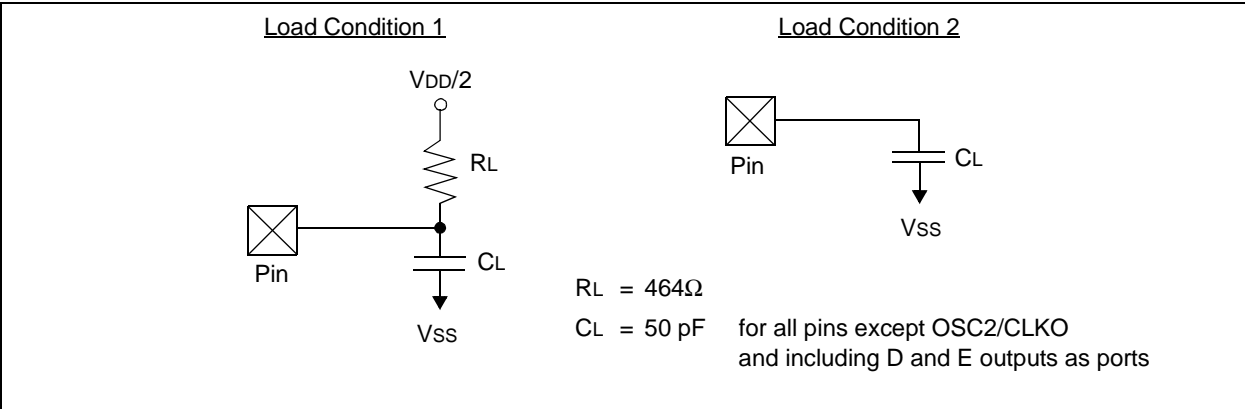 Load Condition 1
VDD/2
RL
Pin
CL
VSS
Load Condition 2
Pin
CL
VSS
RL = 464Ω
CL = 50 pF for all pins except OSC2/CLKO
and including D and E outputs as ports